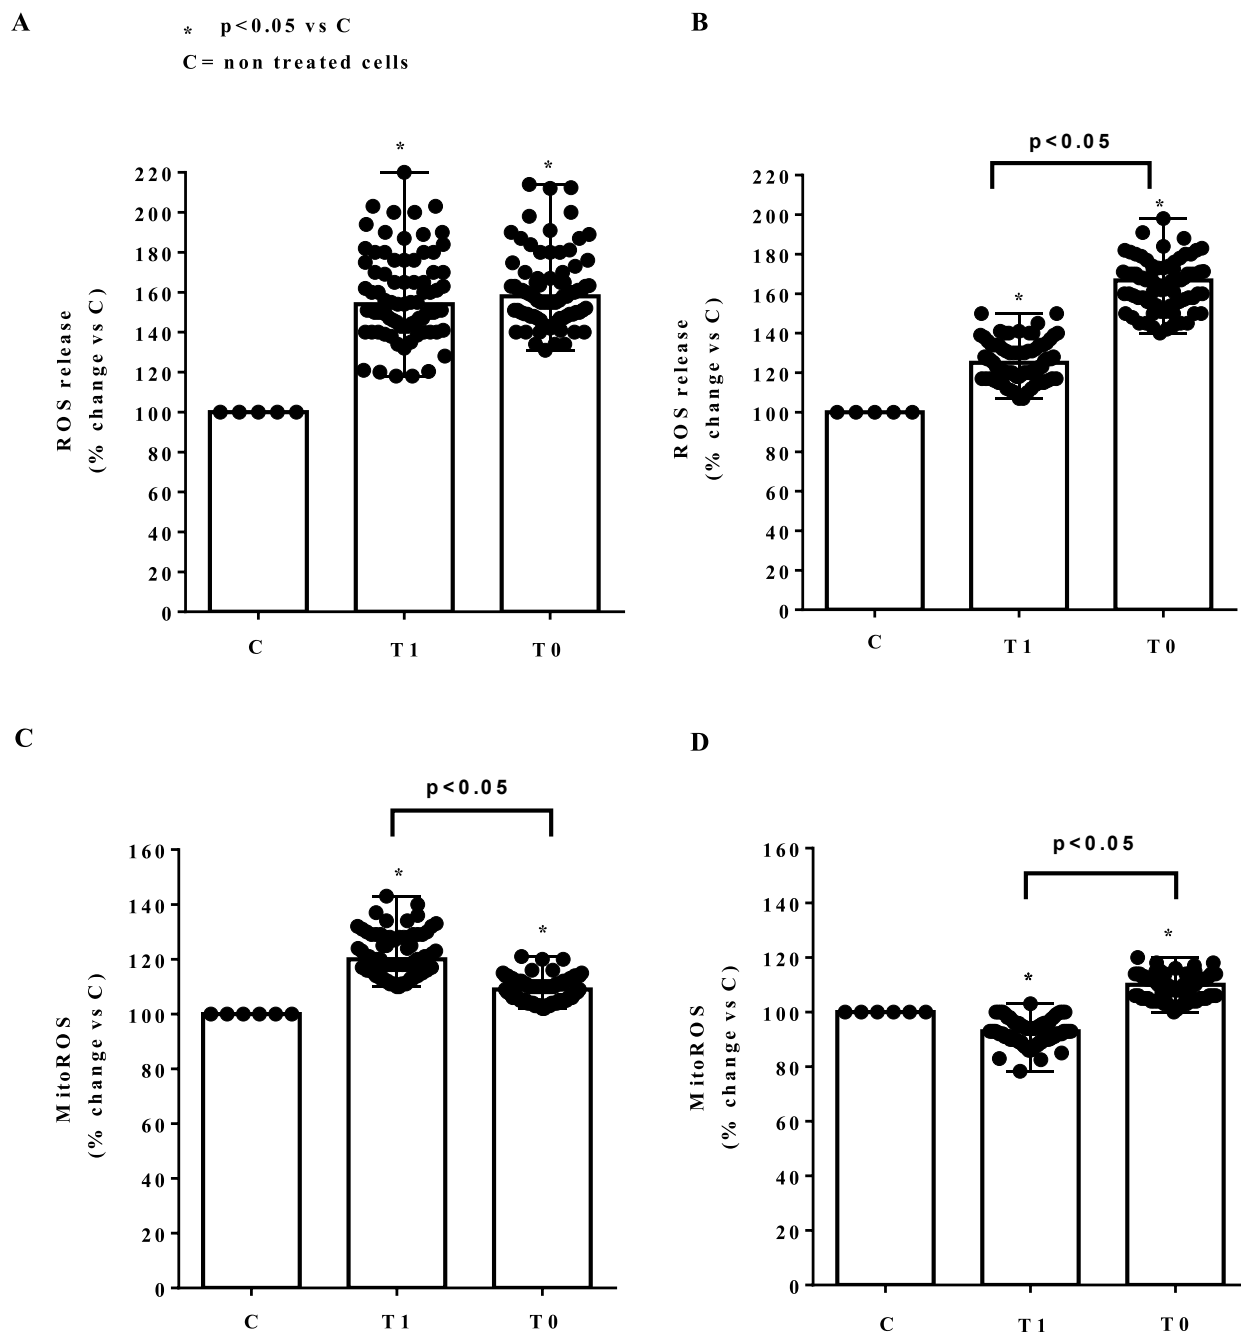 A
* p<0.05 vs C
C= non treated cells
*
*
220
200
180
160
140
120
100
80
60
40
20
0
ROS release
(% change vs C)
C
T1
T0
B
p<0.05
*
*
220
200
180
160
140
120
100
80
60
40
20
0
ROS release
(% change vs C)
C
T1
T0
C
p<0.05
*
*
160
140
120
100
80
60
40
20
0
MitoROS
(% change vs C)
C
T1
T0
D
p<0.05
*
*
160
140
120
100
80
60
40
20
0
MitoROS
(% change vs C)
C
T1
T0